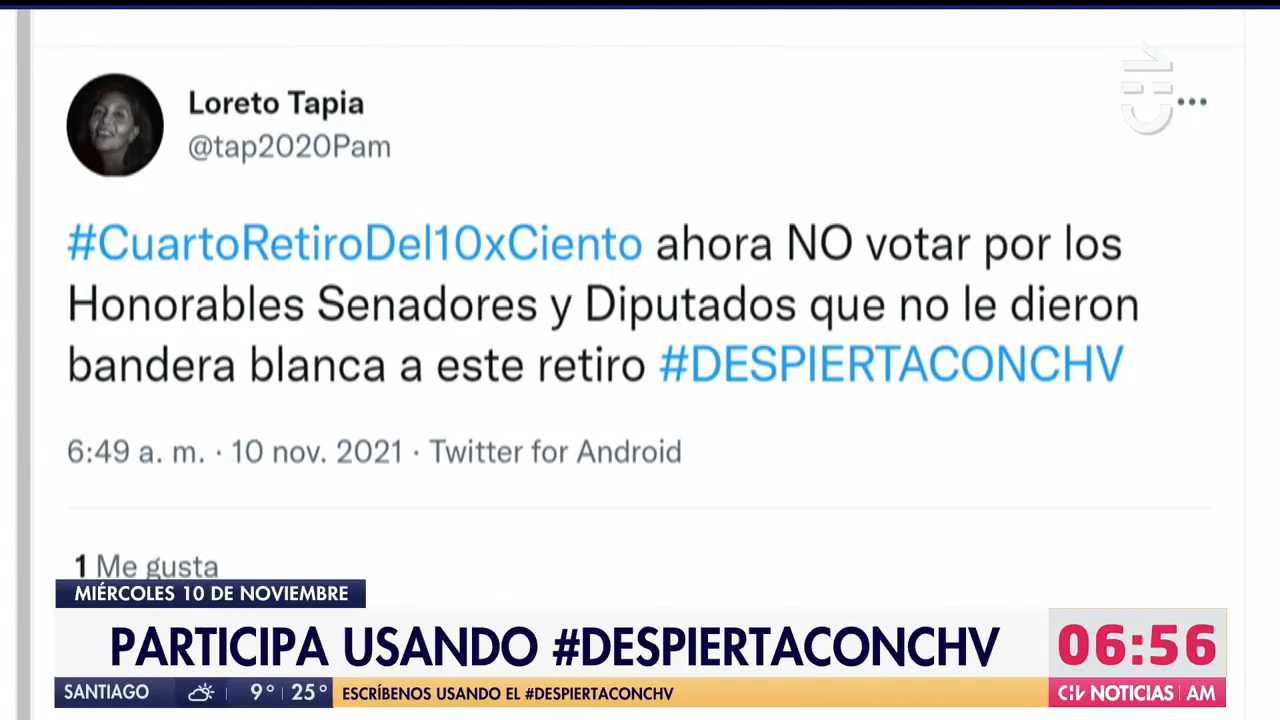 Loreto Tapia
@tap2020Pam
#CuartoRetiroDel10xCiento ahora NO votar por los
Honorables Senadores y Diputados que no le dieron
bandera blanca a este retiro #DESPIERTACONCHV
6:49 a. m. · 10 nov. 2021 · Twitter for Android
1 Me gusta
MIÉRCOLES 10 DE NOVIEMBRE
PARTICIPA USANDO #DESPIERTACONCHV
06:56
SANTIAGO 9° 25° ESCRÍBENOS USANDO EL #DESPIERTACONCHV
CHV NOTICIAS AM
CHV